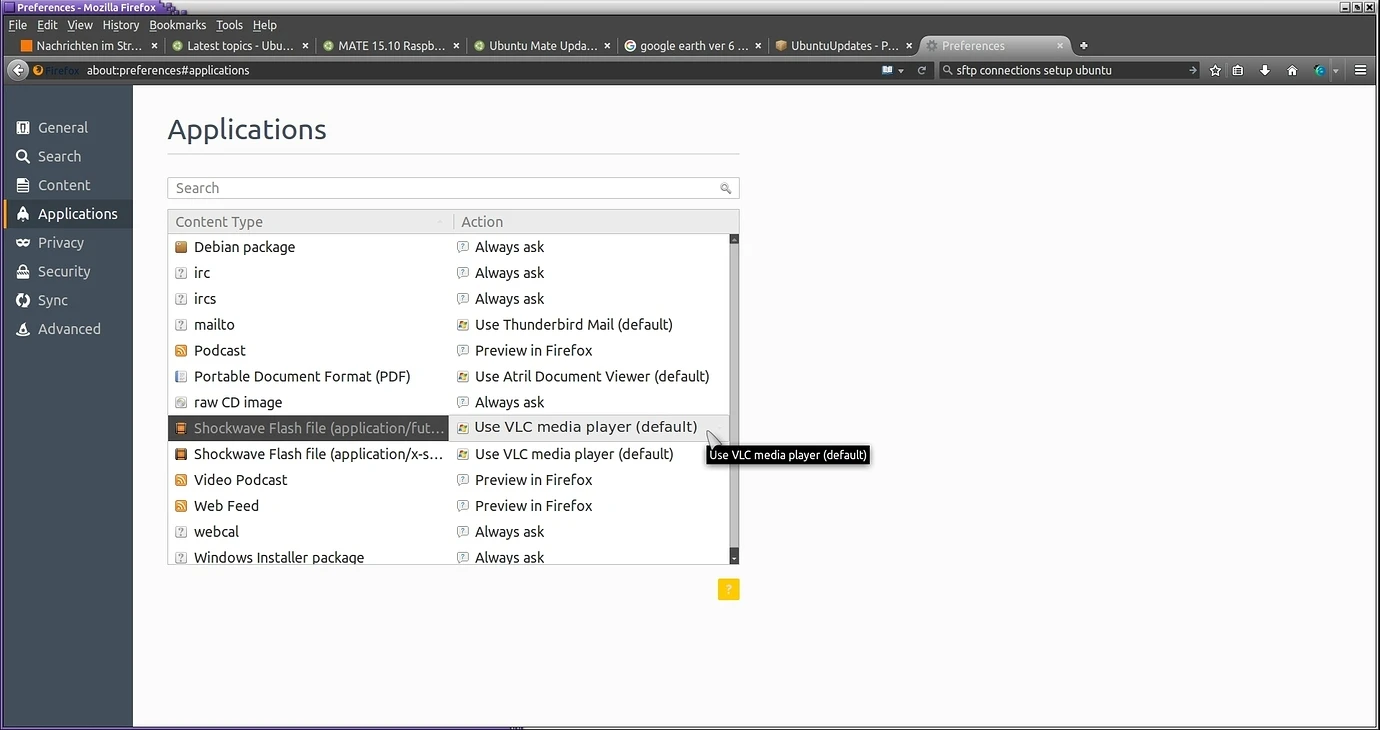 Preferences - Mozilla Firefox
File Edit View History Bookmarks Tools Help
Nachrichten im Str... Latest topics - Ubu... MATE 15.10 Raspb... Ubuntu Mate Upda... google earth ver 6 ... UbuntuUpdates - P... Preferences
Firefox about:preferences#applications sftp connections setup ubuntu
General
Search
Content
Applications
Privacy
Security
Sync
Advanced
Applications
Search
Content Type Action
Debian package Always ask
irc Always ask
ircs Always ask
mailto Use Thunderbird Mail (default)
Podcast Preview in Firefox
Portable Document Format (PDF) Use Atril Document Viewer (default)
raw CD image Always ask
Shockwave Flash file (application/fut... Use VLC media player (default)
Shockwave Flash file (application/x-s... Use VLC media player (default)
Use VLC media player (default)
Video Podcast Preview in Firefox
Web Feed Preview in Firefox
webcal Always ask
Windows Installer package Always ask
?